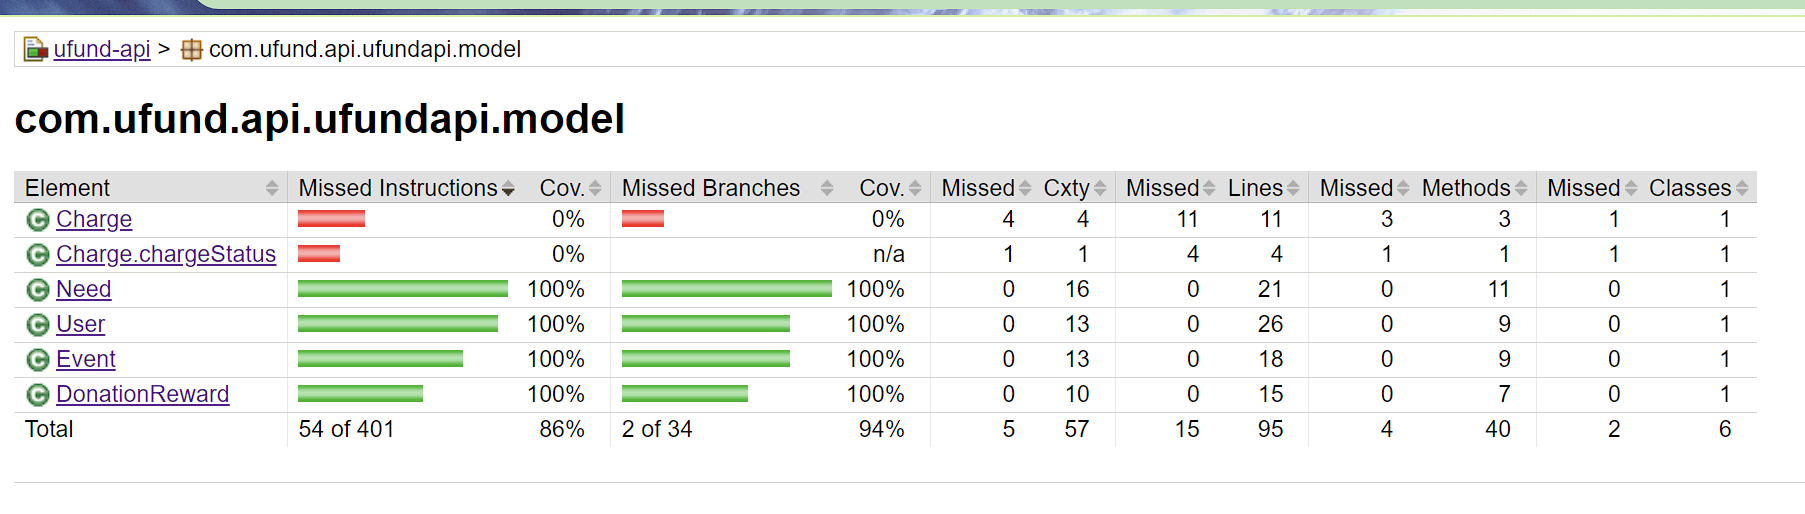 ufund-api > com.ufund.api.ufundapi.model
com.ufund.api.ufundapi.model
Element Missed Instructions Cov. Missed Branches Cov. Missed Cxty Missed Lines Missed Methods Missed Classes
Charge 0% 0% 4 4 11 11 3 3 1 1
Charge.chargeStatus 0% n/a 1 1 4 4 1 1 1 1
Need 100% 100% 0 16 0 21 0 11 0 1
User 100% 100% 0 13 0 26 0 9 0 1
Event 100% 100% 0 13 0 18 0 9 0 1
DonationReward 100% 100% 0 10 0 15 0 7 0 1
Total 54 of 401 86% 2 of 34 94% 5 57 15 95 4 40 2 6